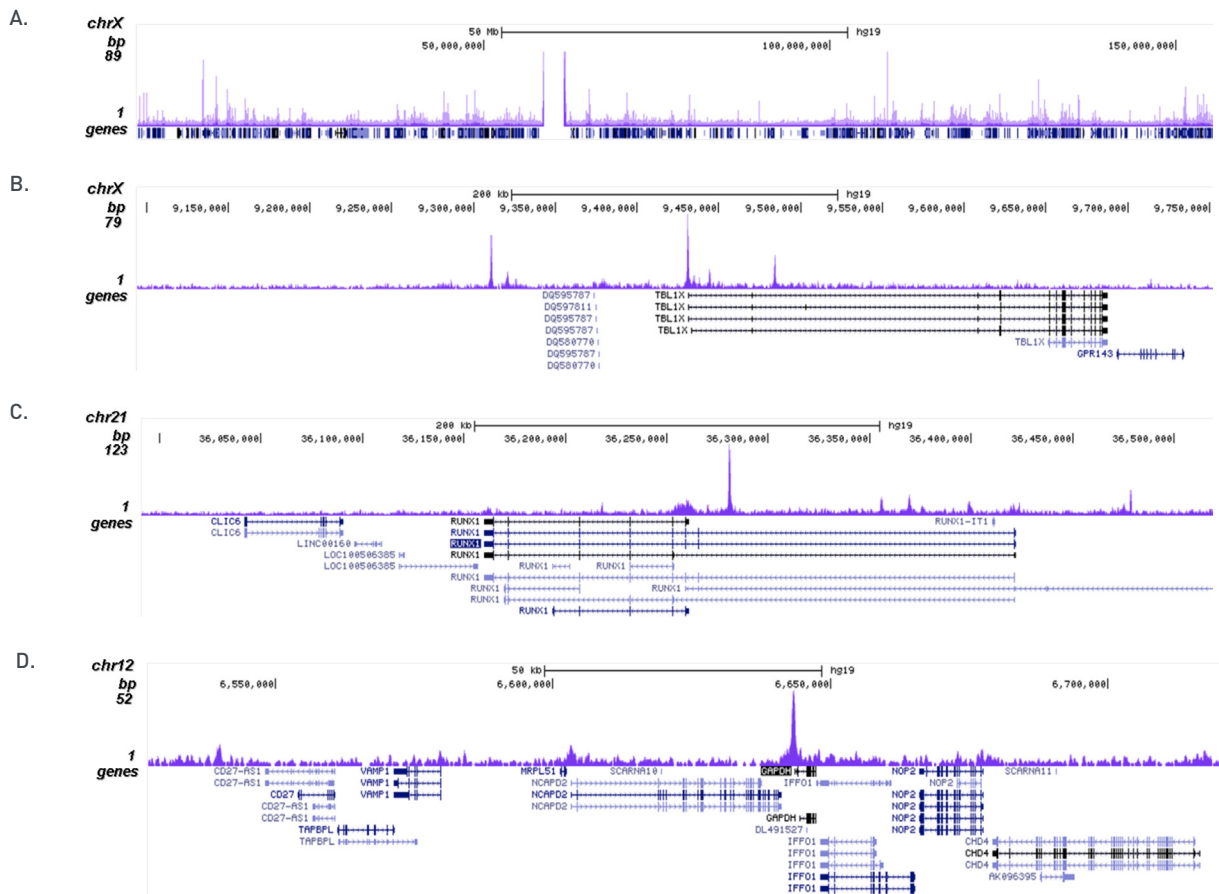 A.
chrX
50 Mb hg19
bp 50,000,000 100,000,000 150,000,000
89
1
genes
B.
chrX
200 kb hg19
bp 9,150,000 9,200,000 9,250,000 9,300,000 9,350,000 9,400,000 9,450,000 9,500,000 9,550,000 9,600,000 9,650,000 9,700,000 9,750,000
79
1
genes
DQ595787 TBL1X
DQ597811 TBL1X
DQ595787 TBL1X
DQ595787 TBL1X
DQ580770 TBL1X
DQ595787 GPR143
DQ580770
C.
chr21
200 kb hg19
bp 36,050,000 36,100,000 36,150,000 36,200,000 36,250,000 36,300,000 36,350,000 36,400,000 36,450,000 36,500,000
123
1
genes
CLIC6 RUNX1 RUNX1-IT1
CLIC6 RUNX1
LINC00160 RUNX1
LOC100506385 RUNX1
LOC100506385 RUNX1 RUNX1
RUNX1
RUNX1 RUNX1
RUNX1
RUNX1
D.
chr12
50 kb hg19
bp 6,550,000 6,600,000 6,650,000 6,700,000
52
1
genes
CD27-AS1 VAMP1 MRPL51 SCARNA10 GAPDH NOP2 SCARNA11
CD27-AS1 VAMP1 NCAPD2 IFFO1 NOP2
CD27 VAMP1 NCAPD2 NOP2
CD27-AS1 NCAPD2 NOP2
CD27-AS1 GAPDH NOP2
TAPBPL DL491527 NOP2
TAPBPL IFFO1 CHD4
IFFO1 CHD4
IFFO1 CHD4
IFFO1 AK096395
IFFO1